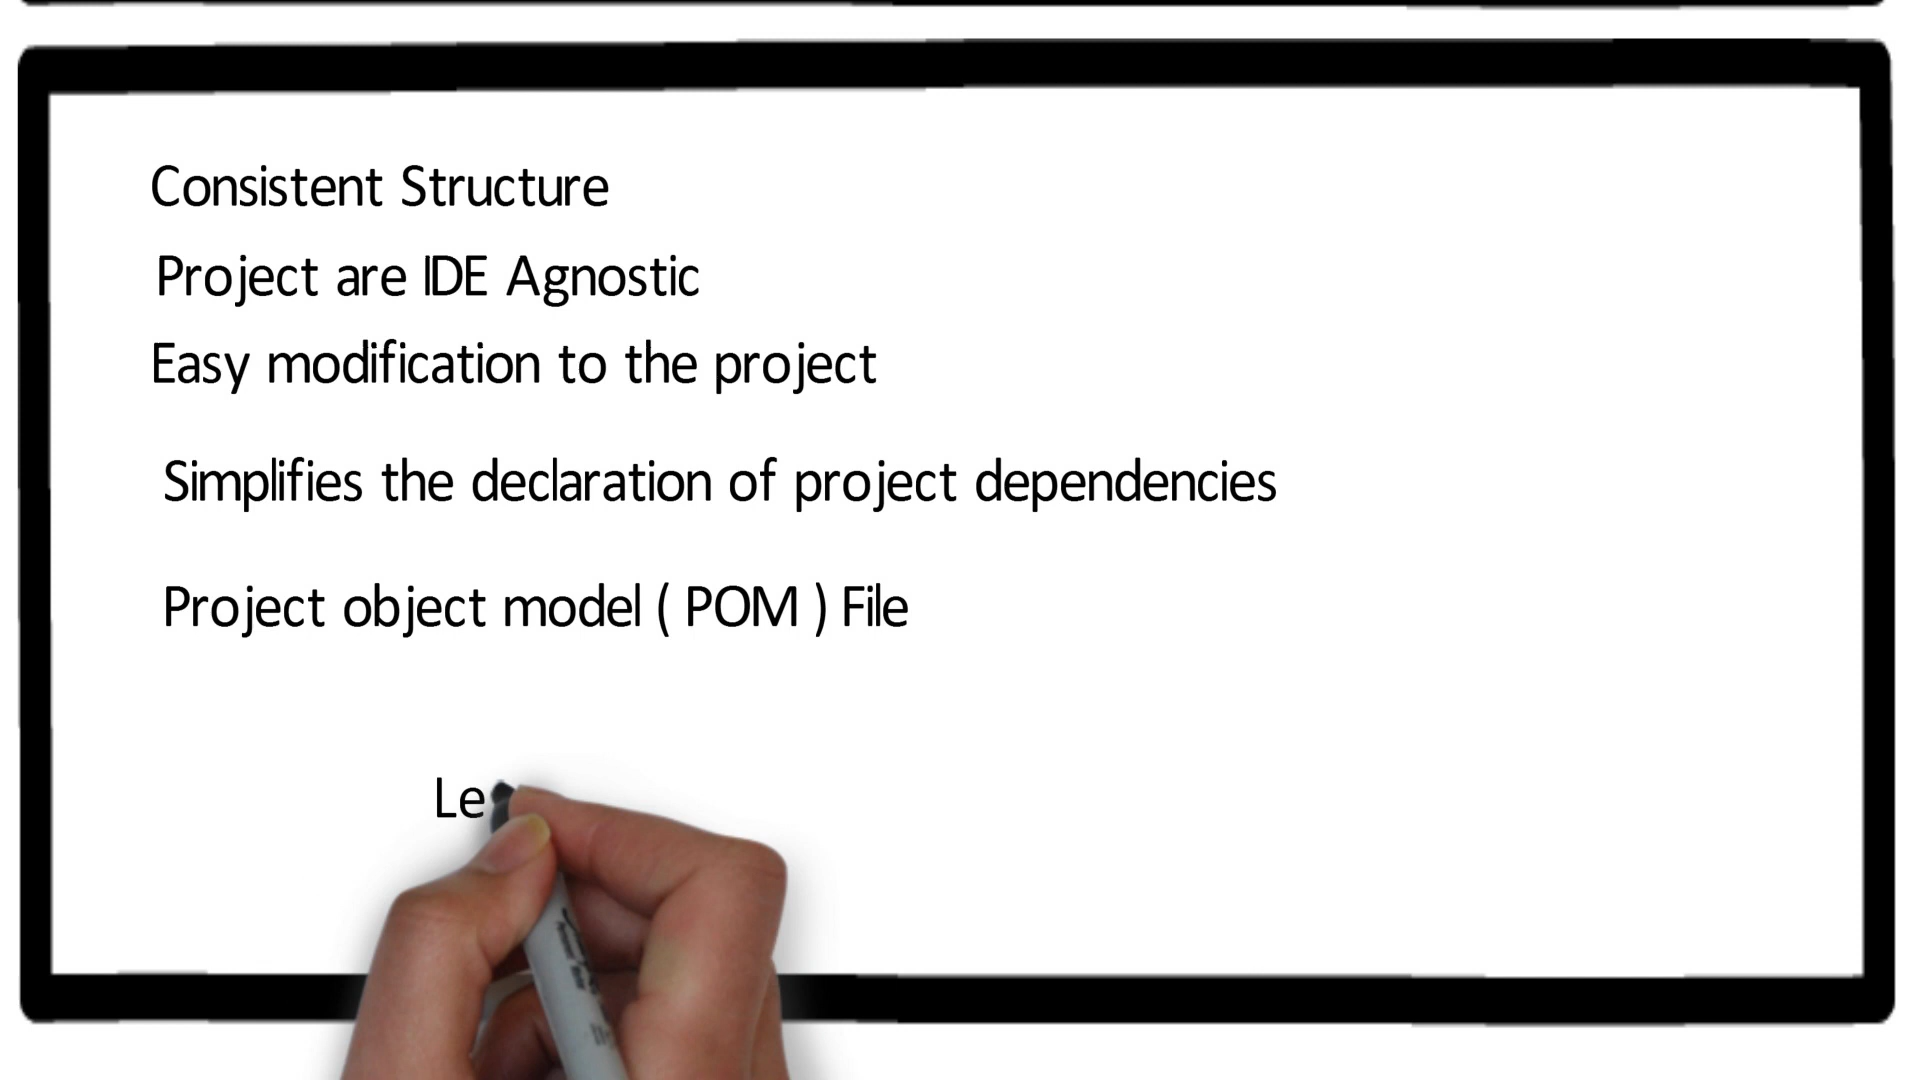 Consistent Structure
Project are IDE Agnostic
Easy modification to the project
Simplifies the declaration of project dependencies
Project object model ( POM ) File
Le